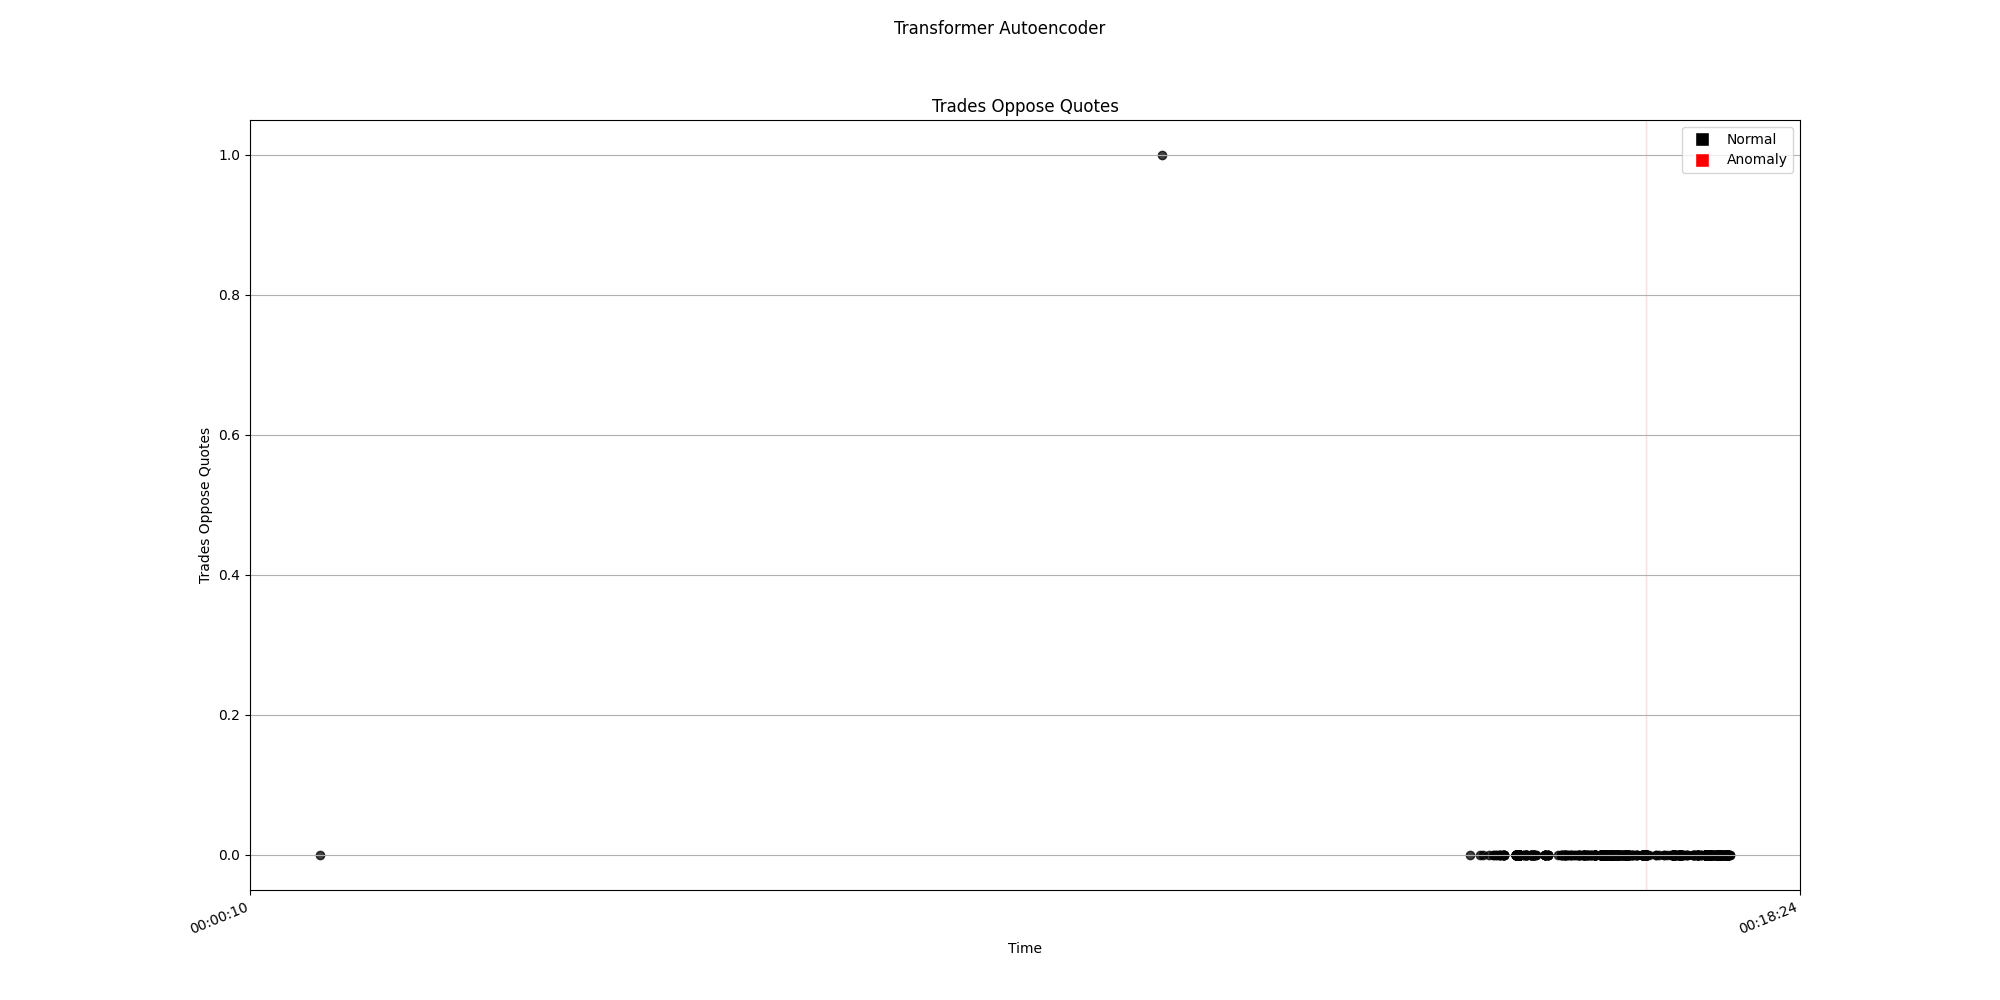 Transformer Autoencoder
Trades Oppose Quotes
Normal
Anomaly
1.0
0.8
0.6
0.4
0.2
0.0
Trades Oppose Quotes
00:00:10
00:18:24
Time